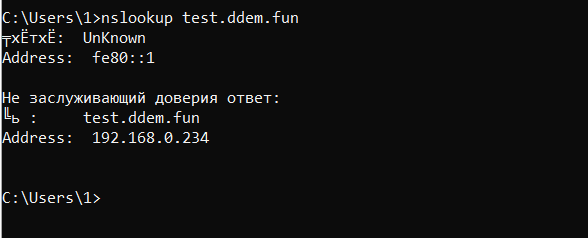 C:\Users\1>nslookup test.ddem.fun
╤хЁтхЁ:  UnKnown
Address:  fe80::1
Не заслуживающий доверия ответ:
╚ь :     test.ddem.fun
Address:  192.168.0.234
C:\Users\1>